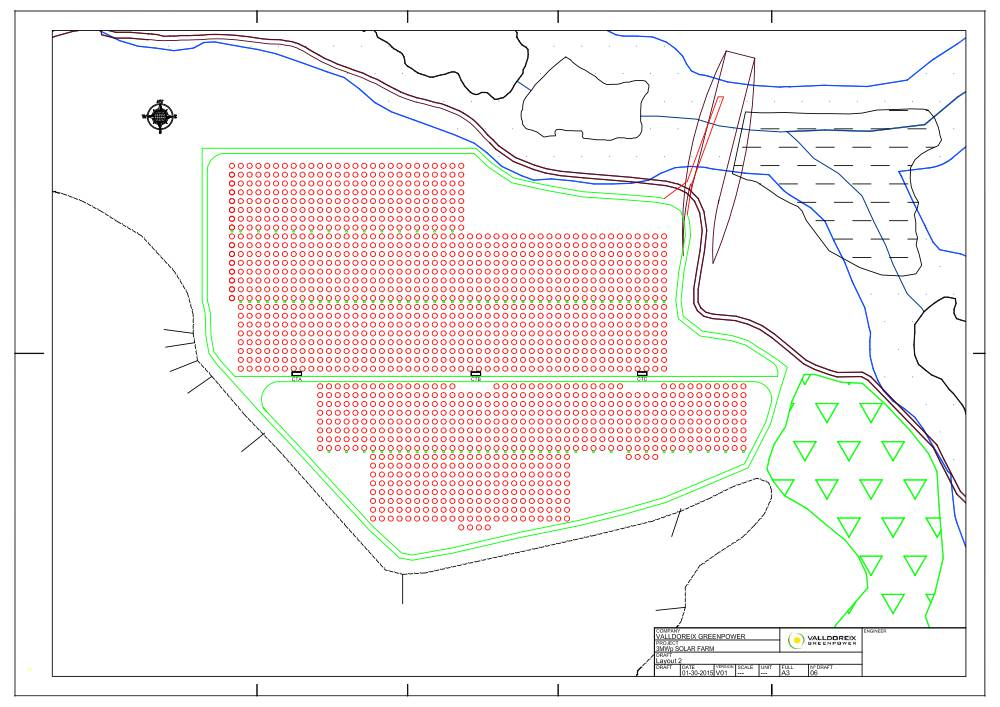 CTA
CTB
CTC
COMPANY
VALLDOREIX GREENPOWER
PROJECT
3MWp SOLAR FARM
DRAFT
Layout 2
DRAFT DATE VERSION SCALE UNIT FULL Nº DRAFT
01-30-2015 V01 --- --- A3 06
VALLDOREIX
GREENPOWER
ENGINEER